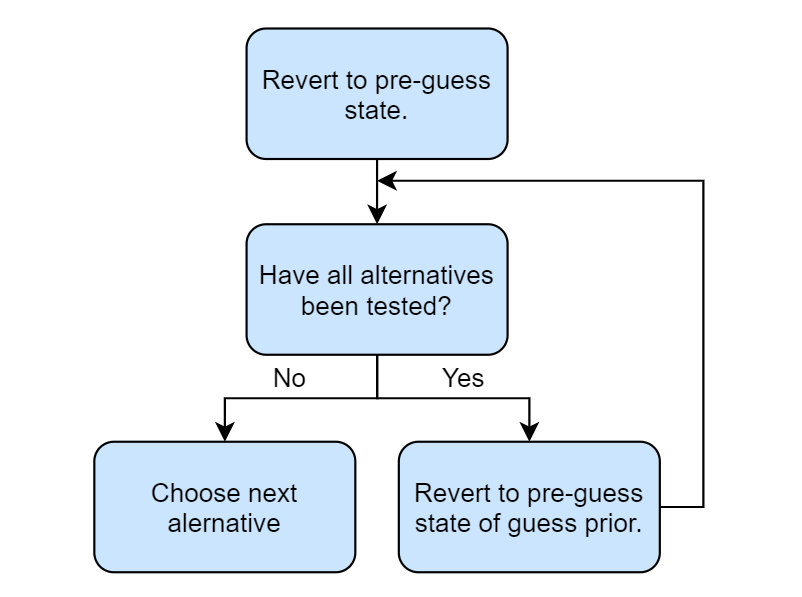 Revert to pre-guess
state.
Have all alternatives
been tested?
No
Yes
Choose next
alernative
Revert to pre-guess
state of guess prior.